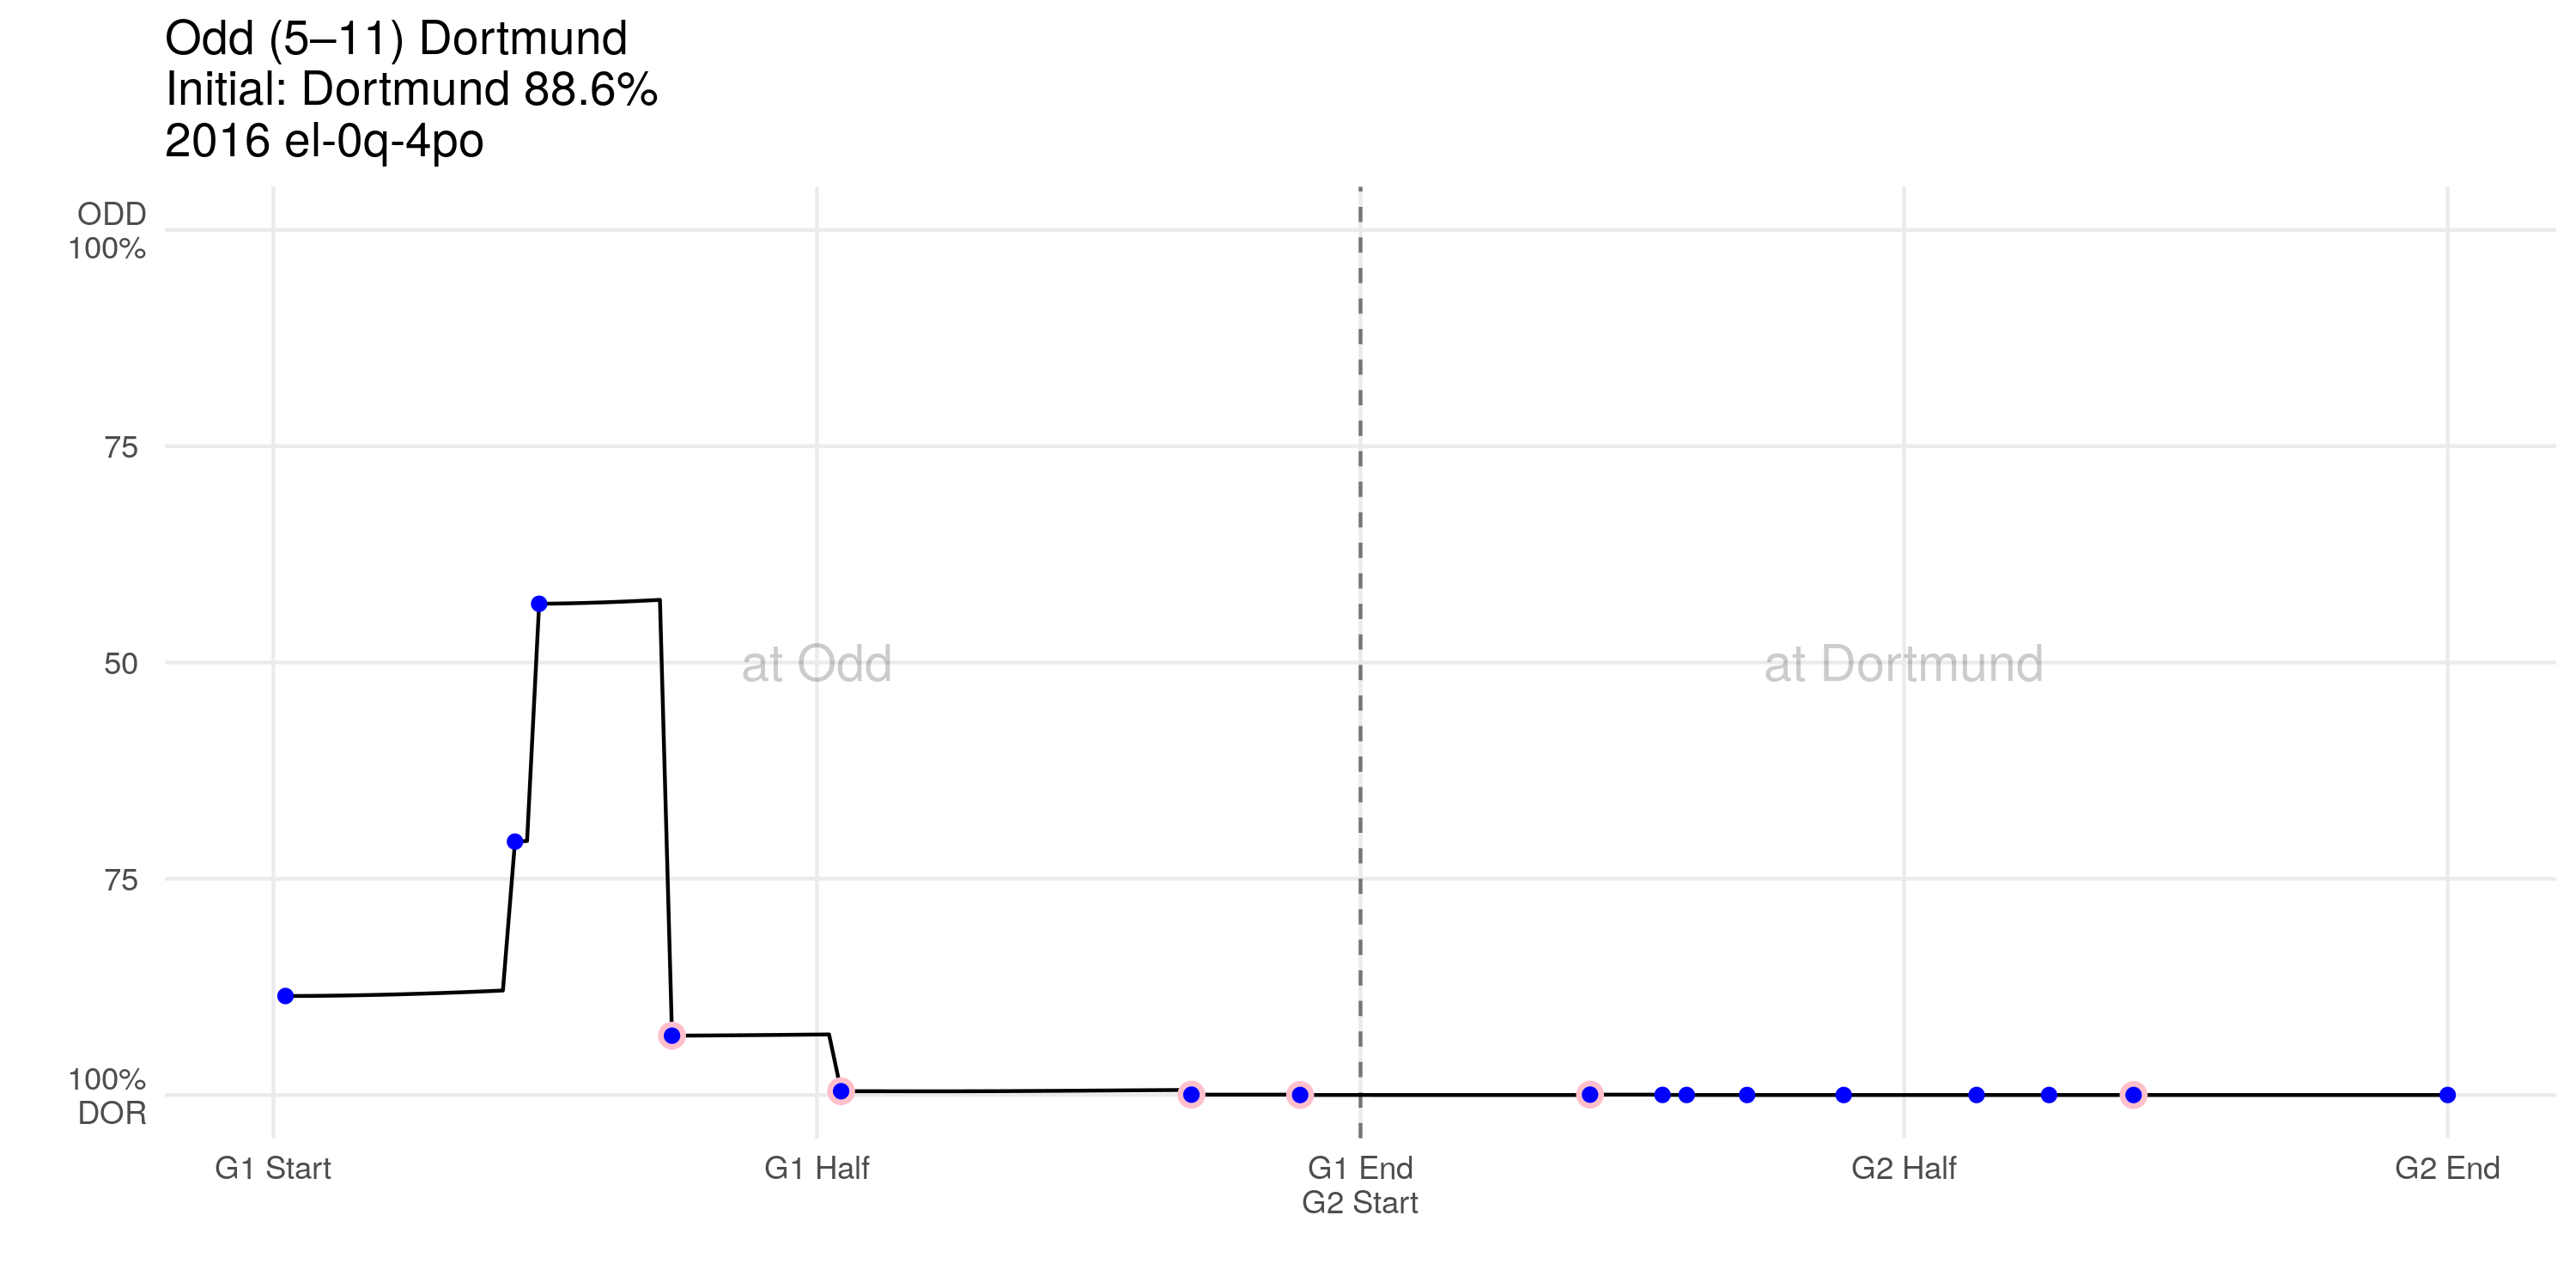 Odd (5–11) Dortmund
Initial: Dortmund 88.6%
2016 el-0q-4po
ODD
100%
75
50
75
100%
DOR
at Odd
at Dortmund
G1 Start
G1 Half
G1 End
G2 Start
G2 Half
G2 End